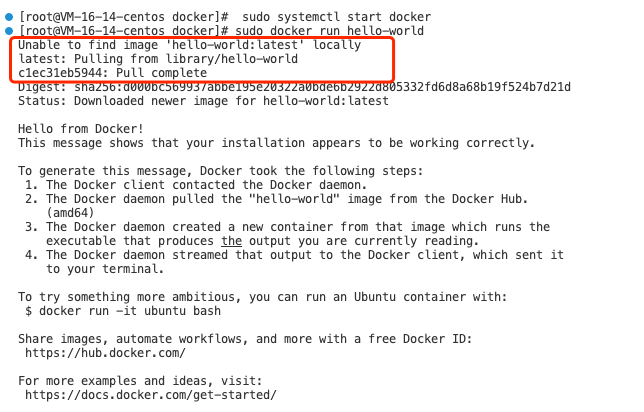 [root@VM-16-14-centos docker]#  sudo systemctl start docker
[root@VM-16-14-centos docker]# sudo docker run hello-world
Unable to find image 'hello-world:latest' locally
latest: Pulling from library/hello-world
c1ec31eb5944: Pull complete
Digest: sha256:d000bc569937abbe195e20322a0bde6b2922d805332fd6d8a68b19f524b7d21d
Status: Downloaded newer image for hello-world:latest

Hello from Docker!
This message shows that your installation appears to be working correctly.

To generate this message, Docker took the following steps:
 1. The Docker client contacted the Docker daemon.
 2. The Docker daemon pulled the "hello-world" image from the Docker Hub.
    (amd64)
 3. The Docker daemon created a new container from that image which runs the
    executable that produces the output you are currently reading.
 4. The Docker daemon streamed that output to the Docker client, which sent it
    to your terminal.

To try something more ambitious, you can run an Ubuntu container with:
 $ docker run -it ubuntu bash

Share images, automate workflows, and more with a free Docker ID:
 https://hub.docker.com/

For more examples and ideas, visit:
 https://docs.docker.com/get-started/